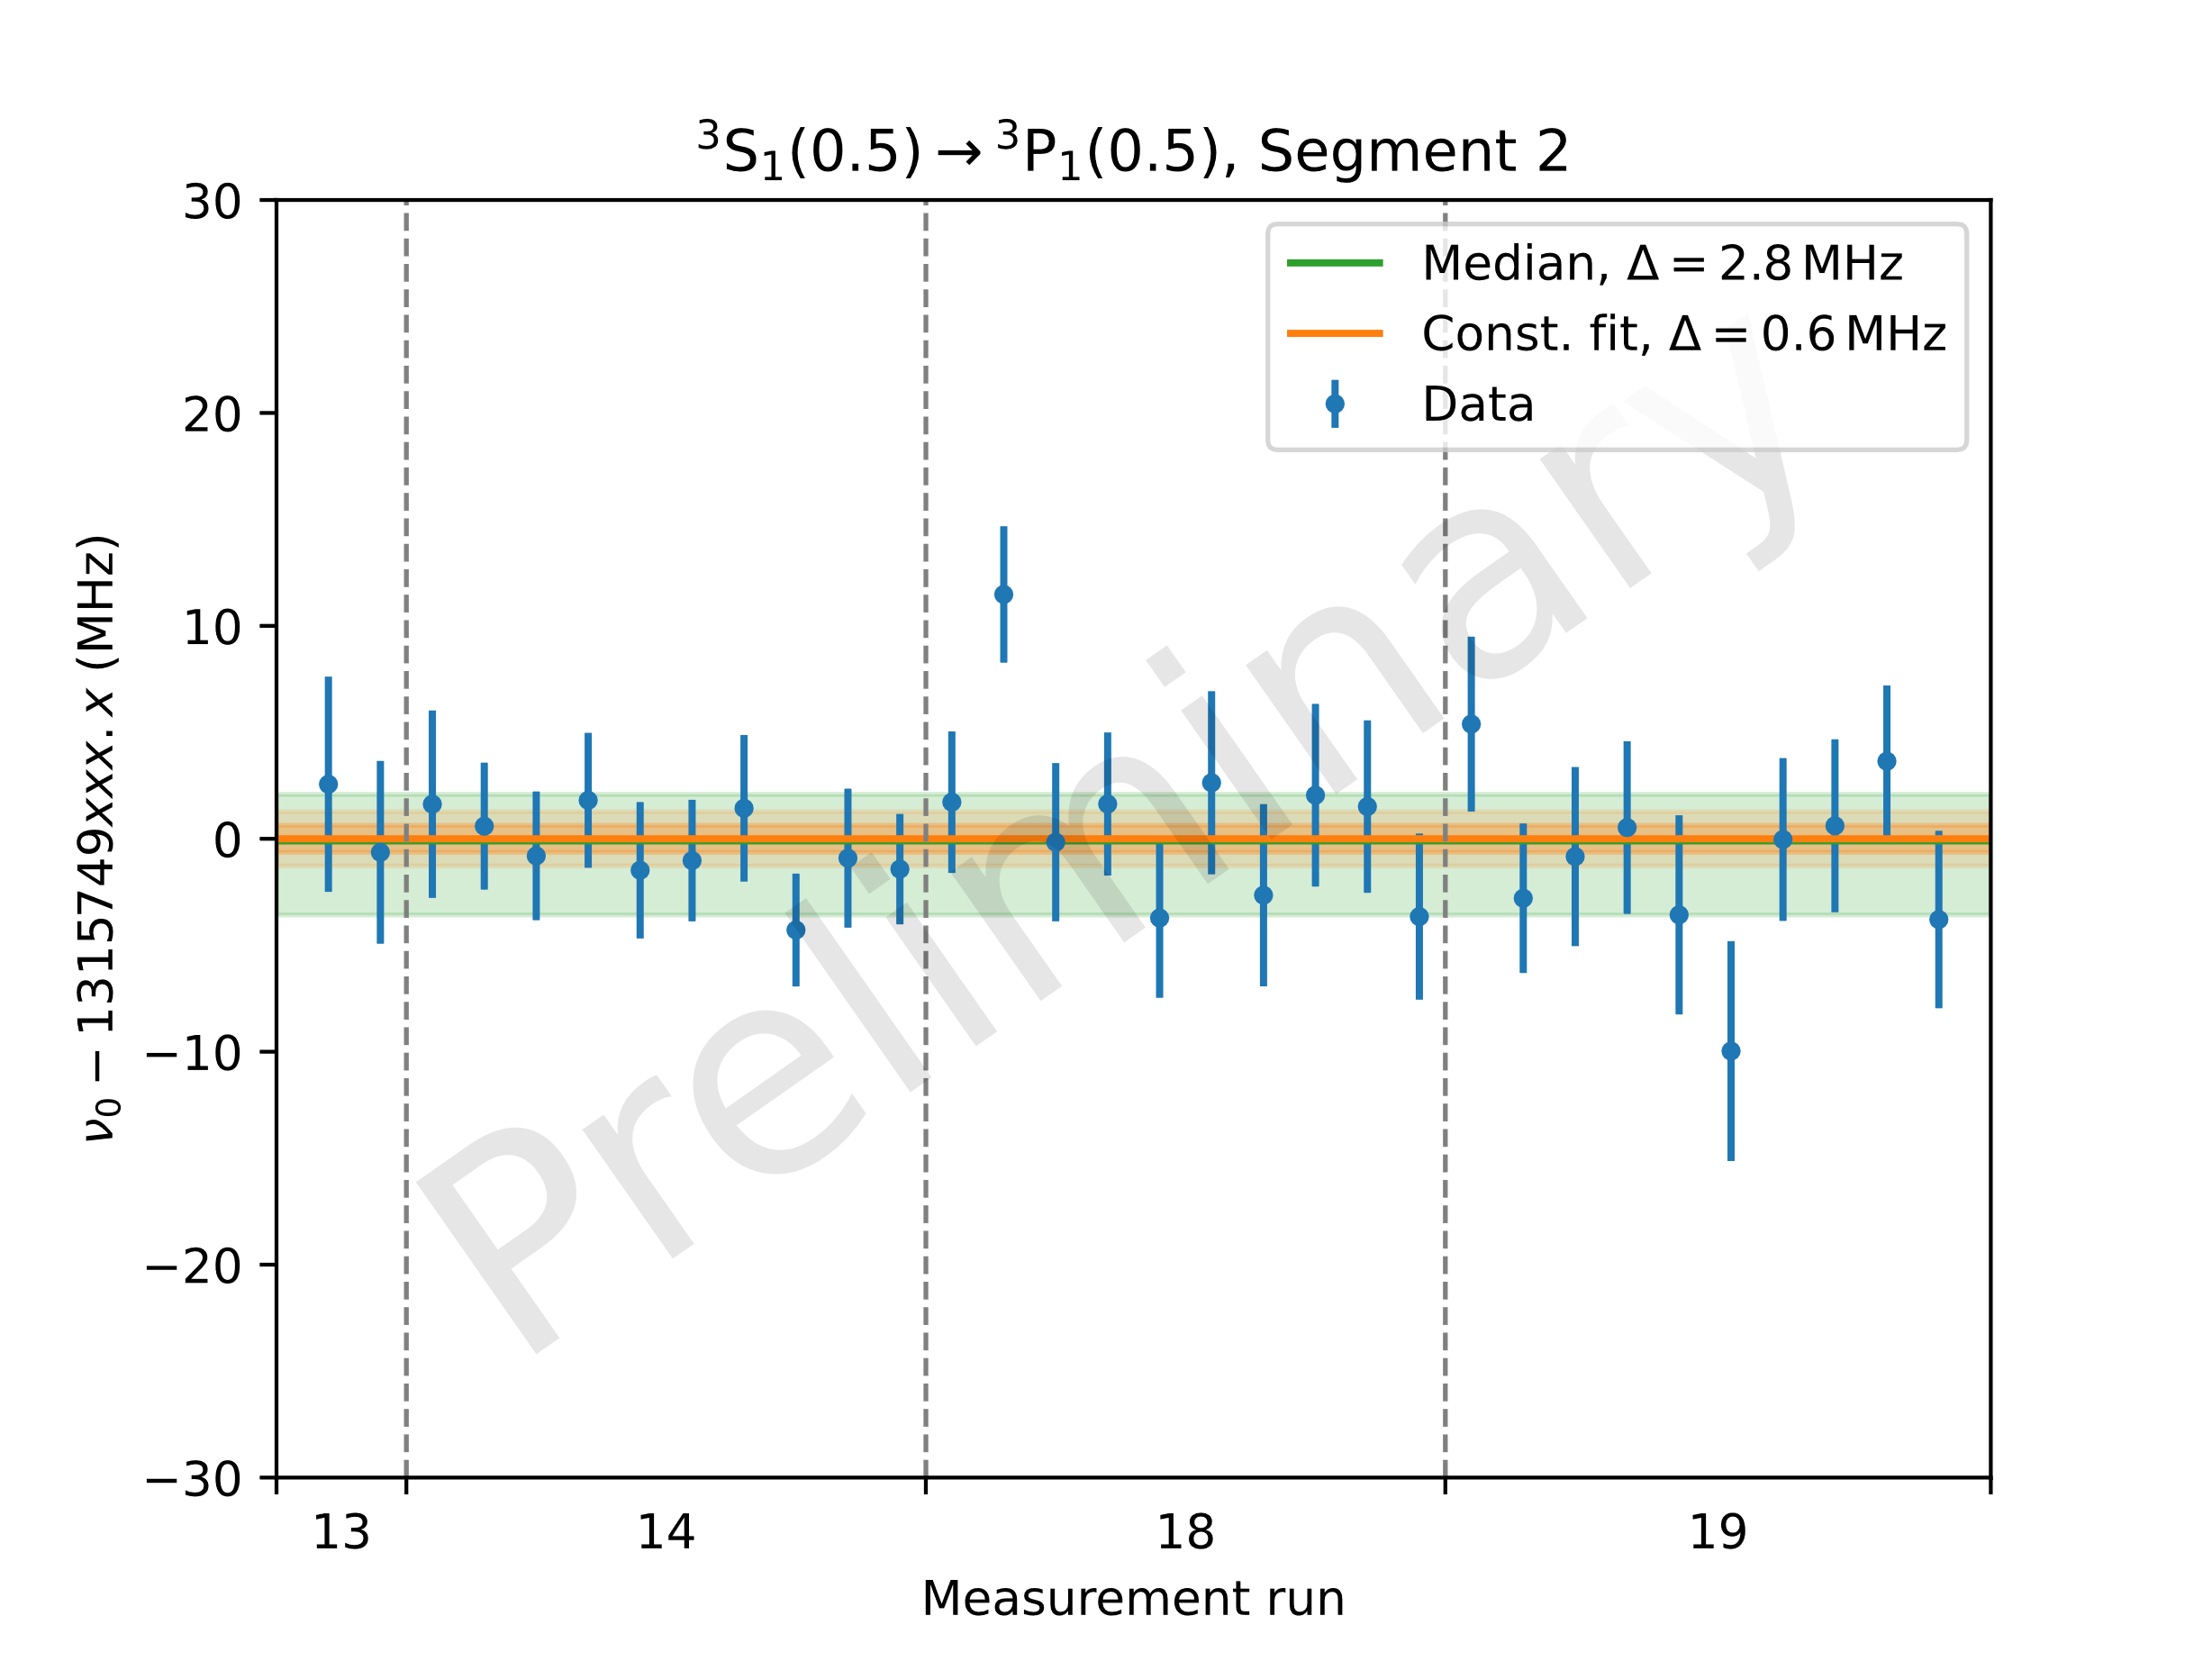 ³S₁(0.5) → ³P₁(0.5), Segment 2
30
20
10
0
−10
−20
−30
ν₀ − 1315749xxx.x (MHz)
Median, Δ = 2.8 MHz
Const. fit, Δ = 0.6 MHz
Data
Preliminary
13 14 18 19
Measurement run